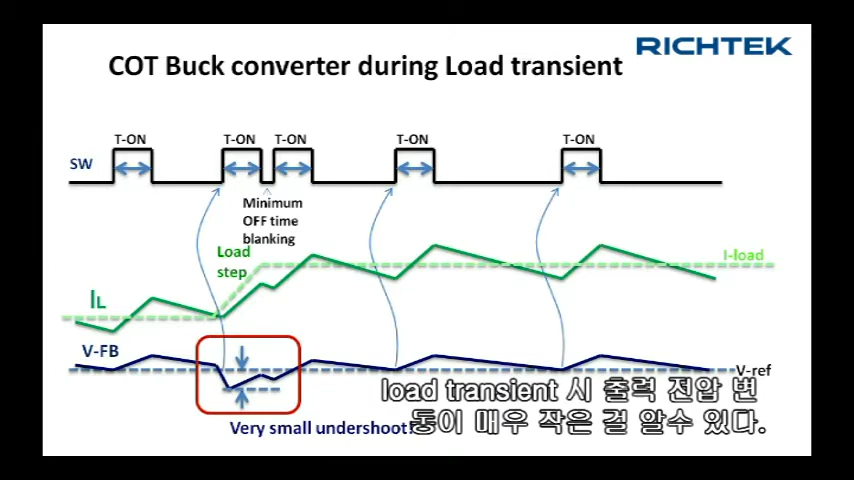 RICHTEK
COT Buck converter during Load transient
T-ON
T-ON
T-ON
T-ON
T-ON
SW
Minimum
OFF time
blanking
Load
step
I-load
IL
V-FB
V-ref
load transient 시 출력 전압 변
동이 매우 작은 걸 알수 있다.
Very small undershoot!